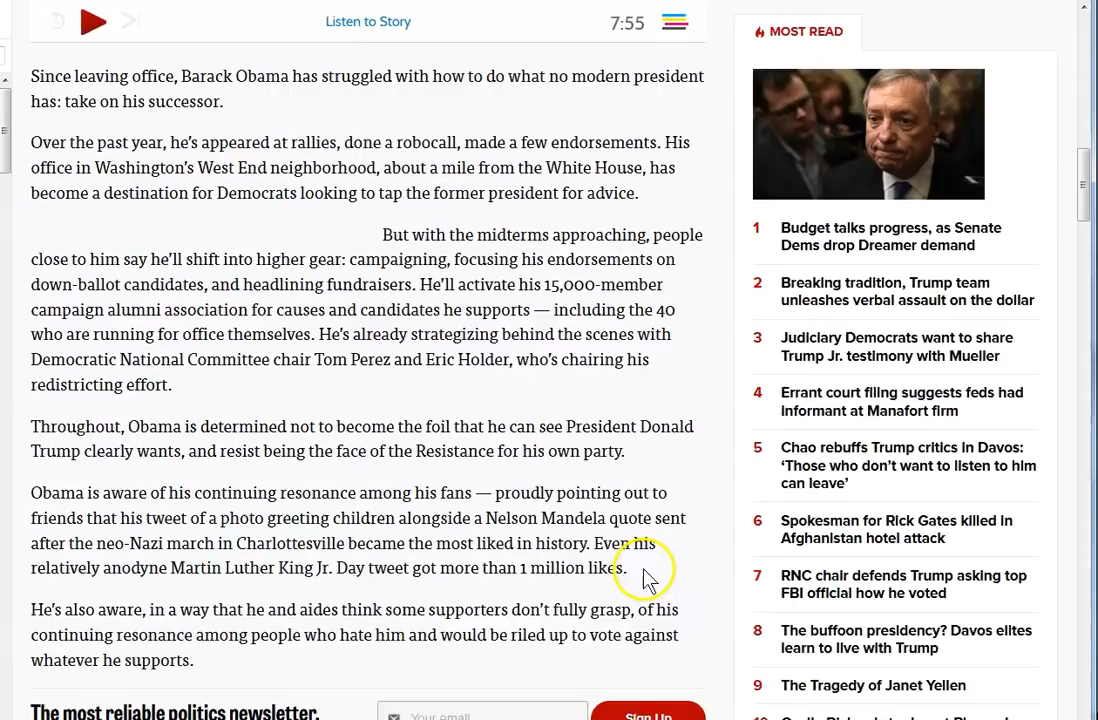 Listen to Story
7:55
Since leaving office, Barack Obama has struggled with how to do what no modern president
has: take on his successor.
Over the past year, he's appeared at rallies, done a robocall, made a few endorsements. His
office in Washington's West End neighborhood, about a mile from the White House, has
become a destination for Democrats looking to tap the former president for advice.
But with the midterms approaching, people
close to him say he'll shift into higher gear: campaigning, focusing his endorsements on
down-ballot candidates, and headlining fundraisers. He'll activate his 15,000-member
campaign alumni association for causes and candidates he supports — including the 40
who are running for office themselves. He's already strategizing behind the scenes with
Democratic National Committee chair Tom Perez and Eric Holder, who's chairing his
redistricting effort.
Throughout, Obama is determined not to become the foil that he can see President Donald
Trump clearly wants, and resist being the face of the Resistance for his own party.
Obama is aware of his continuing resonance among his fans — proudly pointing out to
friends that his tweet of a photo greeting children alongside a Nelson Mandela quote sent
after the neo-Nazi march in Charlottesville became the most liked in history. Even his
relatively anodyne Martin Luther King Jr. Day tweet got more than 1 million likes.
He's also aware, in a way that he and aides think some supporters don't fully grasp, of his
continuing resonance among people who hate him and would be riled up to vote against
whatever he supports.
The most reliable politics newsletter.
Your email
Sign Up
MOST READ
1 Budget talks progress, as Senate
Dems drop Dreamer demand
2 Breaking tradition, Trump team
unleashes verbal assault on the dollar
3 Judiciary Democrats want to share
Trump Jr. testimony with Mueller
4 Errant court filing suggests feds had
informant at Manafort firm
5 Chao rebuffs Trump critics in Davos:
'Those who don't want to listen to him
can leave'
6 Spokesman for Rick Gates killed in
Afghanistan hotel attack
7 RNC chair defends Trump asking top
FBI official how he voted
8 The buffoon presidency? Davos elites
learn to live with Trump
9 The Tragedy of Janet Yellen